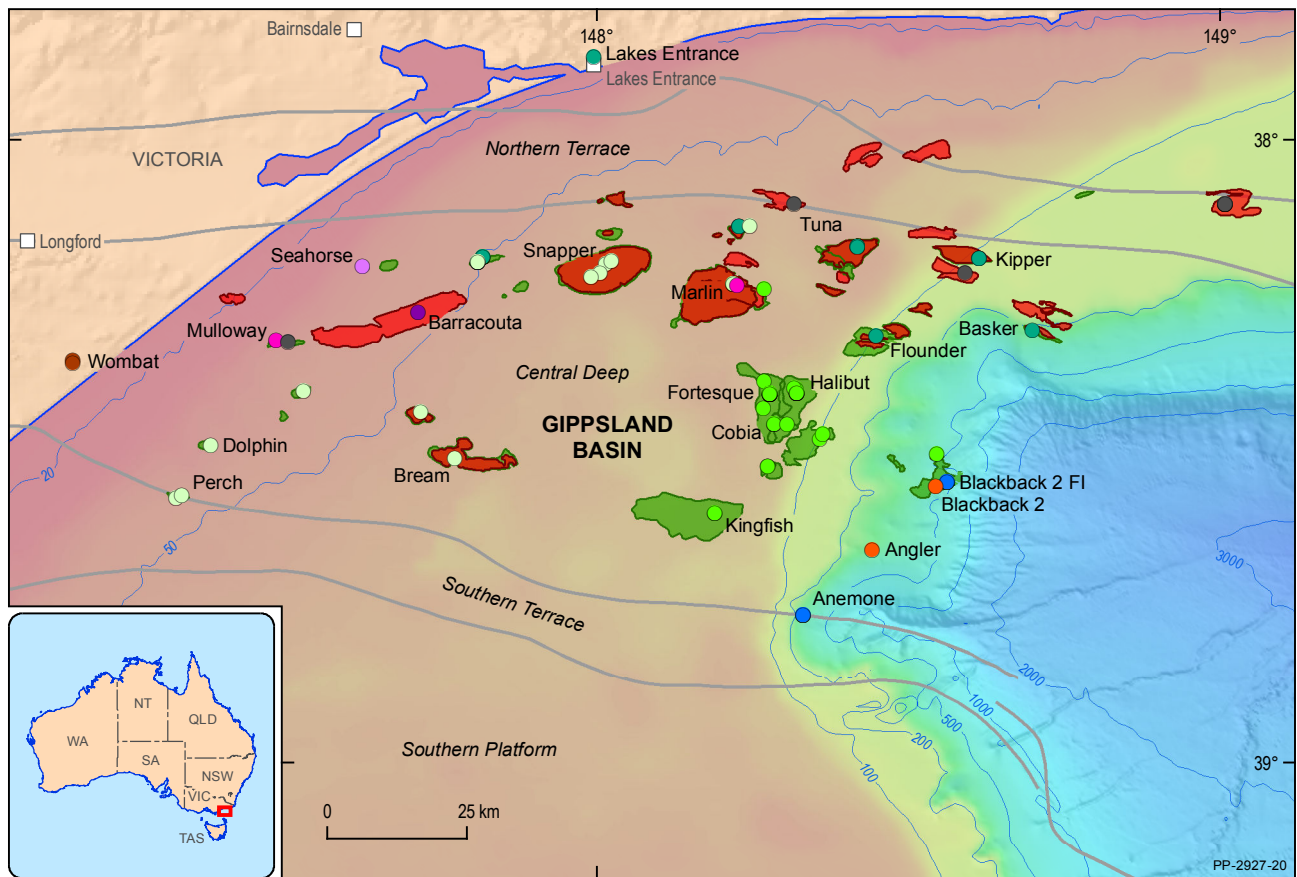 Bairnsdale
148°
149°
Lakes Entrance
Lakes Entrance
VICTORIA
Northern Terrace
38°
Longford
Seahorse
Snapper
Tuna
Kipper
Marlin
Mulloway
Barracouta
Basker
Wombat
Flounder
Central Deep
Fortesque
Halibut
GIPPSLAND
BASIN
Cobia
Dolphin
20
Bream
Perch
Blackback 2 FI
Blackback 2
Kingfish
50
Angler
3000
Southern Terrace
Anemone
2000
1000
500
200
100
Southern Platform
39°
0
25 km
NT
QLD
WA
SA
NSW
VIC
TAS
PP-2927-20